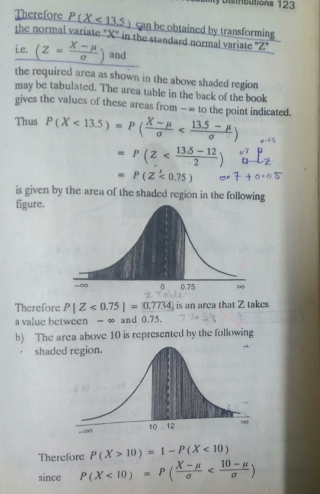 Distributions 123
Therefore P(X < 13.5) can be obtained by transforming
the normal variate "X" in the standard normal variate "Z"
i.e. (Z = X − μ / σ) and
the required area as shown in the above shaded region
may be tabulated. The area table in the back of the book
gives the values of these areas from − ∞ to the point indicated.
Thus P(X < 13.5) = P(X − μ / σ < 13.5 − μ / σ)
= P(Z < 13.5 − 12 / 2)
= P(Z < 0.75)
0.7 + 0.05
is given by the area of the shaded region in the following
figure.
−∞ 0 0.75 ∞
Z Table
Therefore P[Z < 0.75] = 0.7734, is an area that Z takes
a value between − ∞ and 0.75.
b) The area above 10 is represented by the following
shaded region.
−∞ 10 12 ∞
Therefore P(X > 10) = 1 − P(X < 10)
since P(X < 10) = P(X − μ / σ < 10 − μ / σ)